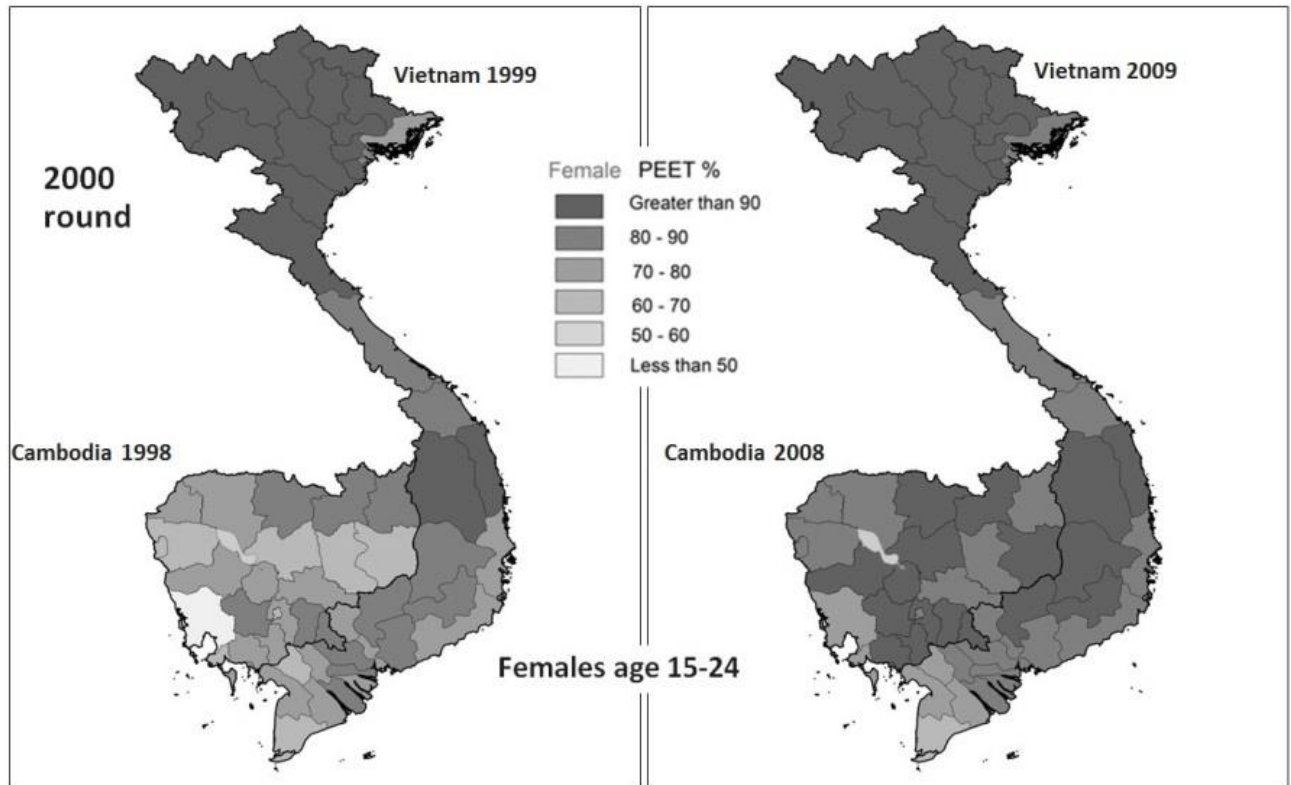 Vietnam 1999
2000
round
Cambodia 1998
Female PEET %
Greater than 90
80 - 90
70 - 80
60 - 70
50 - 60
Less than 50
Vietnam 2009
Cambodia 2008
Females age 15-24